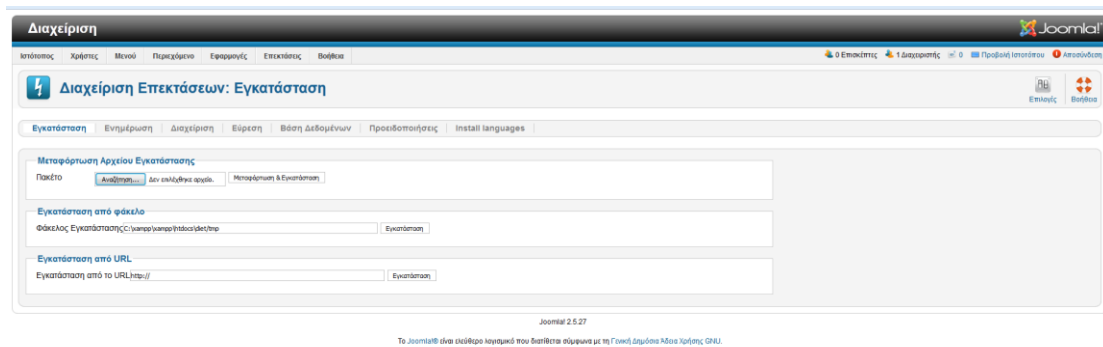 Διαχείριση
Joomla!
Ιστότοπος Χρήστες Μενού Περιεχόμενο Εφαρμογές Επεκτάσεις Βοήθεια 0 Επισκέπτες 1 Διαχειριστής 0 Προβολή Ιστοτόπου Αποσύνδεση
Διαχείριση Επεκτάσεων: Εγκατάσταση
Επιλογές Βοήθεια
Εγκατάσταση Ενημέρωση Διαχείριση Εύρεση Βάση Δεδομένων Προειδοποιήσεις Install languages
Μεταφόρτωση Αρχείου Εγκατάστασης
Πακέτο Αναζήτηση... Δεν επιλέχθηκε αρχείο. Μεταφόρτωση & Εγκατάσταση
Εγκατάσταση από φάκελο
Φάκελος Εγκατάστασης C:\xampp\xampp\htdocs\diet/tmp Εγκατάσταση
Εγκατάσταση από URL
Εγκατάσταση από το URL http:// Εγκατάσταση
Joomla! 2.5.27
Το Joomla!® είναι ελεύθερο λογισμικό που διατίθεται σύμφωνα με τη Γενική Δημόσια Άδεια Χρήσης GNU.